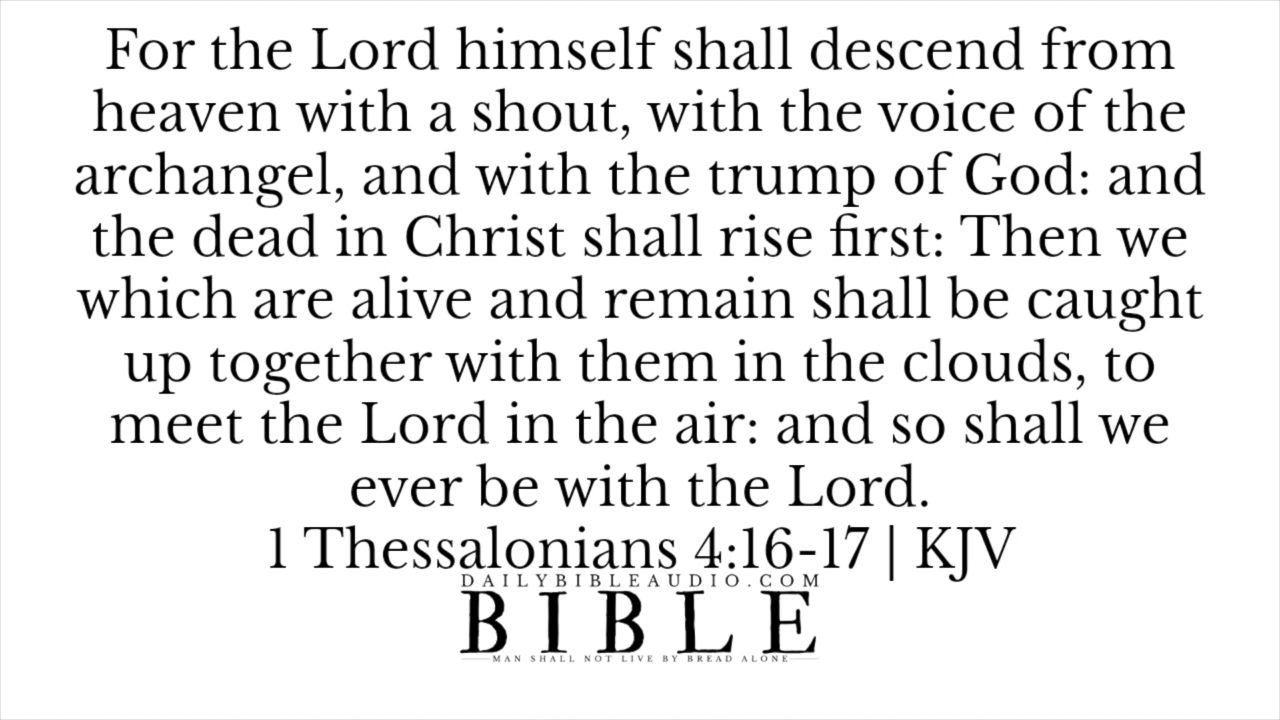 For the Lord himself shall descend from
heaven with a shout, with the voice of the
archangel, and with the trump of God: and
the dead in Christ shall rise first: Then we
which are alive and remain shall be caught
up together with them in the clouds, to
meet the Lord in the air: and so shall we
ever be with the Lord.
1 Thessalonians 4:16-17 | KJV
DAILYBIBLEAUDIO.COM
BIBLE
MAN SHALL NOT LIVE BY BREAD ALONE